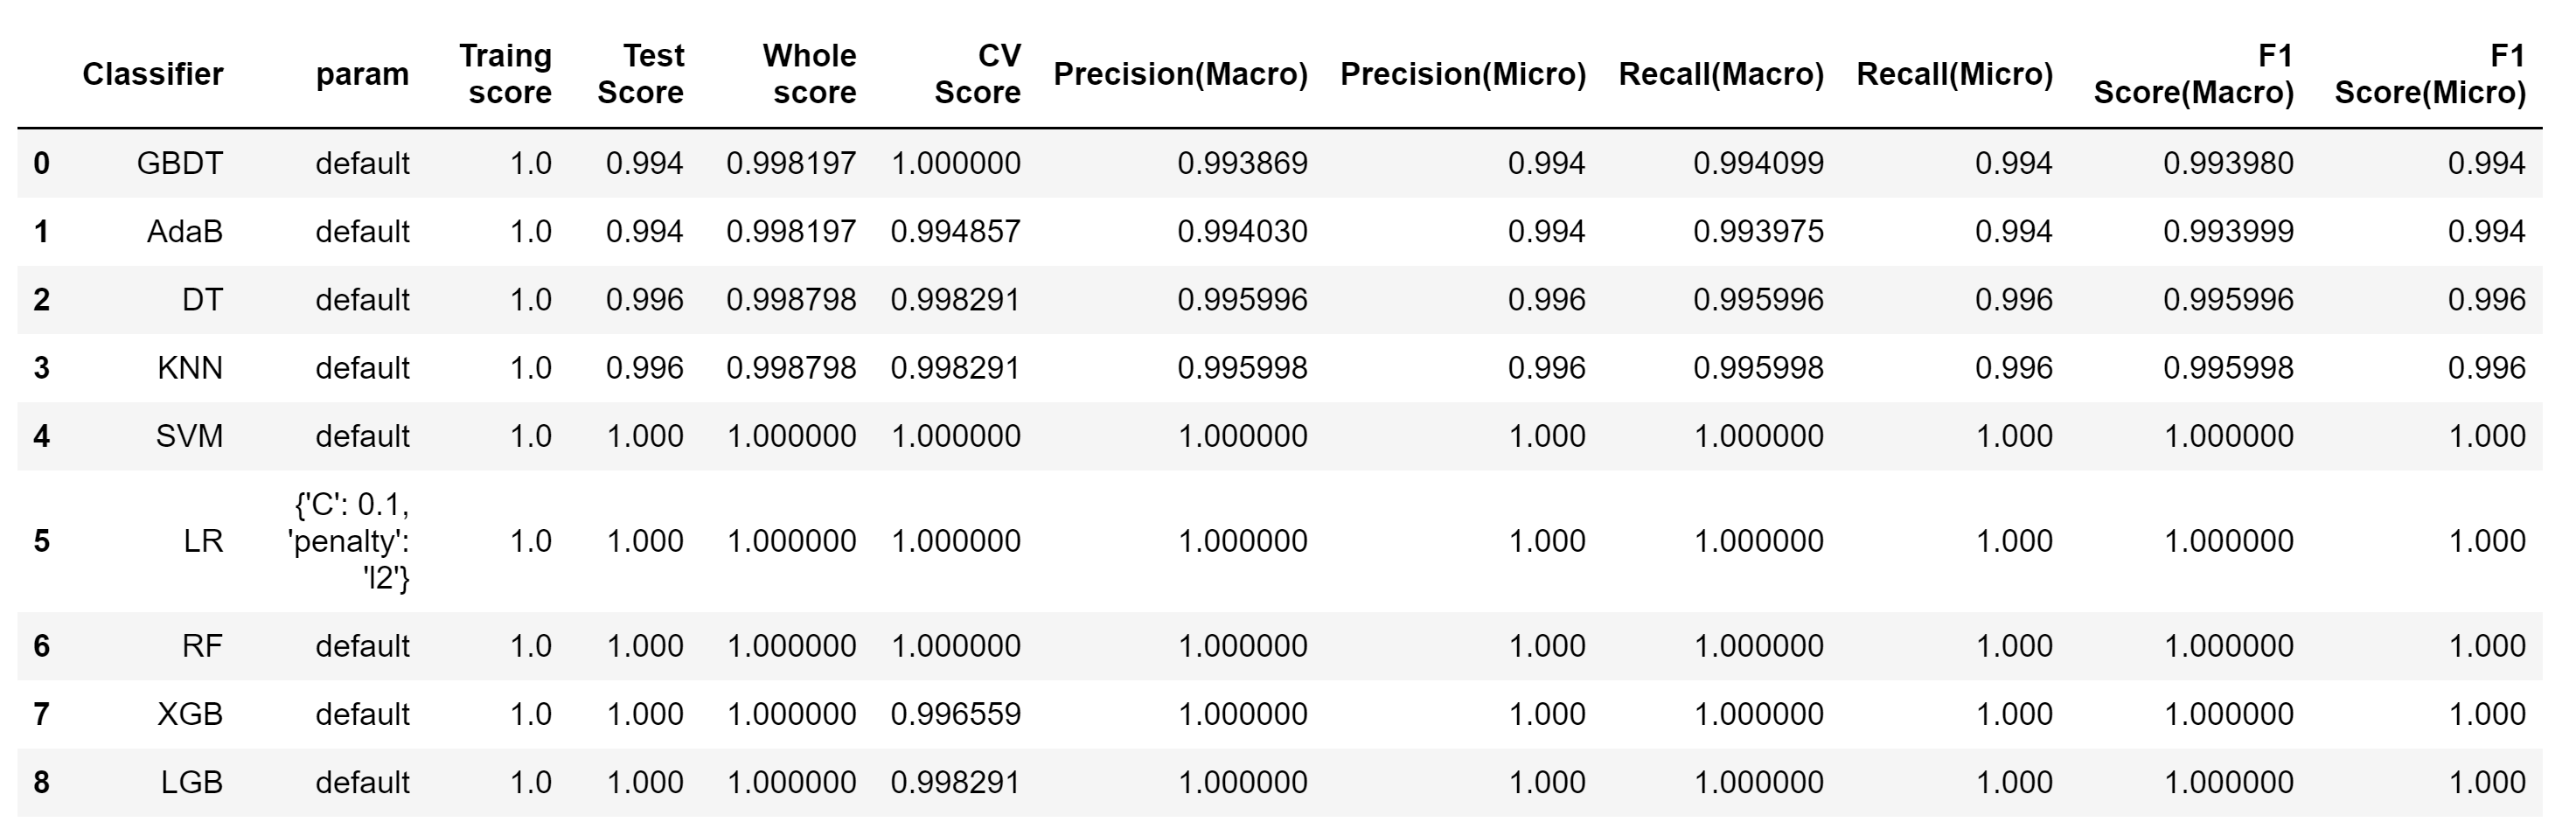 Classifier param Traing score Test Score Whole score CV Score Precision(Macro) Precision(Micro) Recall(Macro) Recall(Micro) F1 Score(Macro) F1 Score(Micro)
0 GBDT default 1.0 0.994 0.998197 1.000000 0.993869 0.994 0.994099 0.994 0.993980 0.994
1 AdaB default 1.0 0.994 0.998197 0.994857 0.994030 0.994 0.993975 0.994 0.993999 0.994
2 DT default 1.0 0.996 0.998798 0.998291 0.995996 0.996 0.995996 0.996 0.995996 0.996
3 KNN default 1.0 0.996 0.998798 0.998291 0.995998 0.996 0.995998 0.996 0.995998 0.996
4 SVM default 1.0 1.000 1.000000 1.000000 1.000000 1.000 1.000000 1.000 1.000000 1.000
5 LR {'C': 0.1, 'penalty': 'l2'} 1.0 1.000 1.000000 1.000000 1.000000 1.000 1.000000 1.000 1.000000 1.000
6 RF default 1.0 1.000 1.000000 1.000000 1.000000 1.000 1.000000 1.000 1.000000 1.000
7 XGB default 1.0 1.000 1.000000 0.996559 1.000000 1.000 1.000000 1.000 1.000000 1.000
8 LGB default 1.0 1.000 1.000000 0.998291 1.000000 1.000 1.000000 1.000 1.000000 1.000